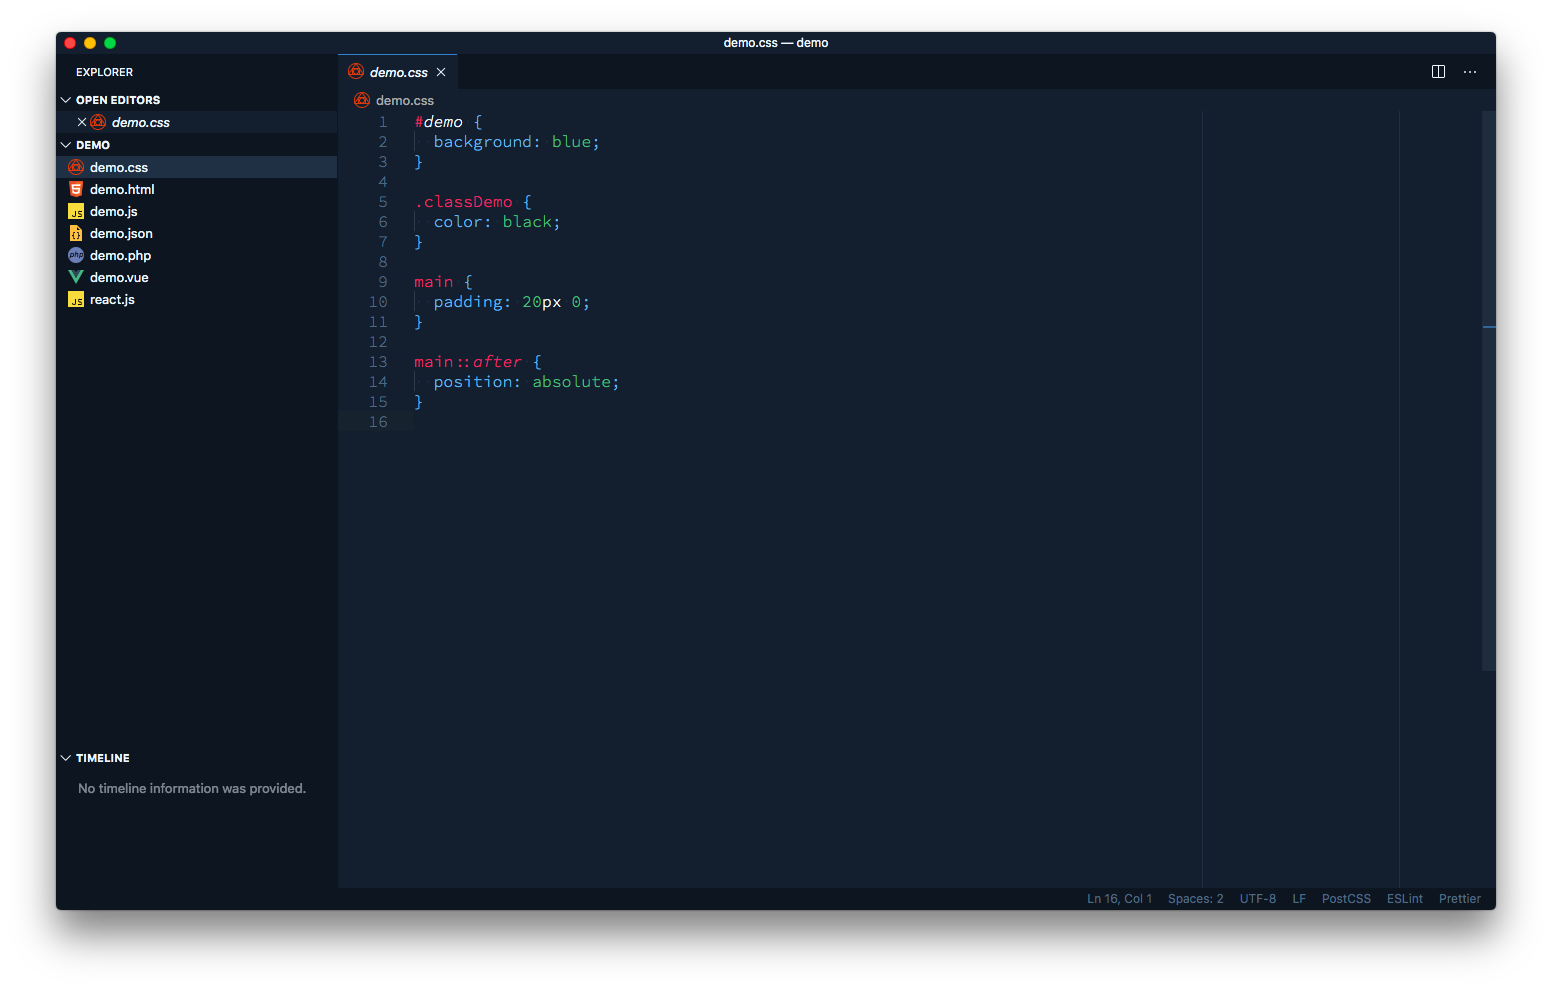 demo.css — demo
EXPLORER
OPEN EDITORS
demo.css
DEMO
demo.css
demo.html
JS demo.js
demo.json
php demo.php
demo.vue
JS react.js
TIMELINE
No timeline information was provided.
demo.css
demo.css
1 #demo {
2 background: blue;
3 }
4
5 .classDemo {
6 color: black;
7 }
8
9 main {
10 padding: 20px 0;
11 }
12
13 main::after {
14 position: absolute;
15 }
16
Ln 16, Col 1 Spaces: 2 UTF-8 LF PostCSS ESLint Prettier